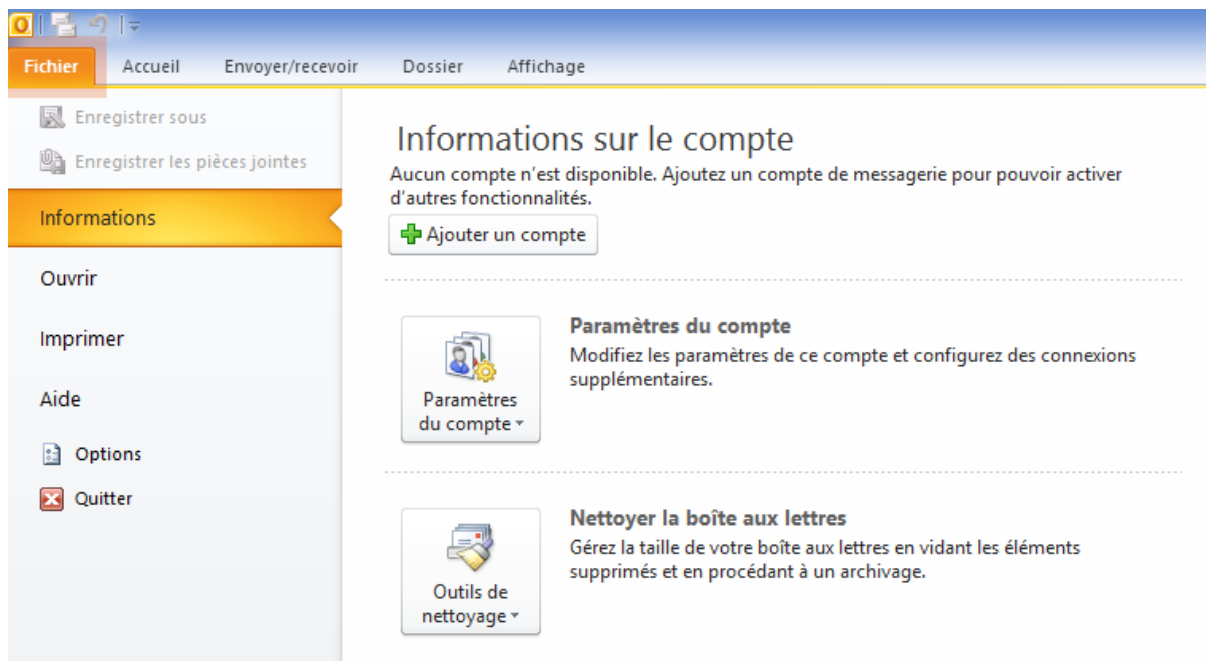 Fichier Accueil Envoyer/recevoir Dossier Affichage
Enregistrer sous
Enregistrer les pièces jointes
Informations
Ouvrir
Imprimer
Aide
Options
Quitter
Informations sur le compte
Aucun compte n'est disponible. Ajoutez un compte de messagerie pour pouvoir activer
d'autres fonctionnalités.
Ajouter un compte
Paramètres
du compte
Paramètres du compte
Modifiez les paramètres de ce compte et configurez des connexions
supplémentaires.
Outils de
nettoyage
Nettoyer la boîte aux lettres
Gérez la taille de votre boîte aux lettres en vidant les éléments
supprimés et en procédant à un archivage.